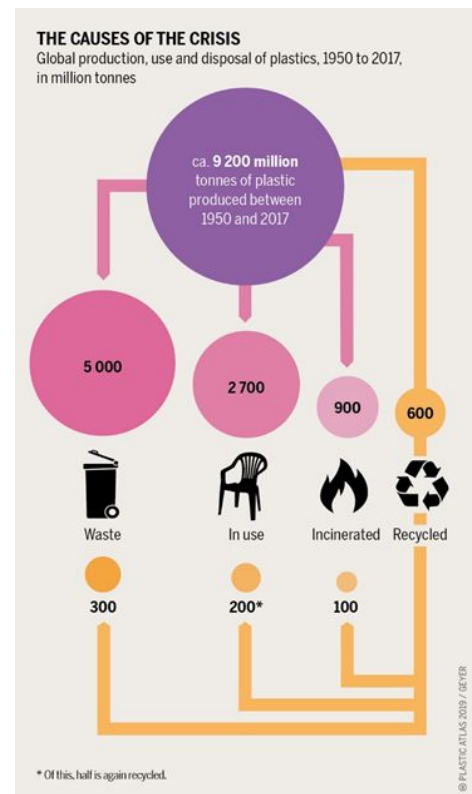 THE CAUSES OF THE CRISIS
Global production, use and disposal of plastics, 1950 to 2017,
in million tonnes
ca. 9 200 million
tonnes of plastic
produced between
1950 and 2017
5 000
2 700
900
600
Waste
In use
Incinerated
Recycled
300
200*
100
* Of this, half is again recycled.
© PLASTIC ATLAS 2019 / GEYER